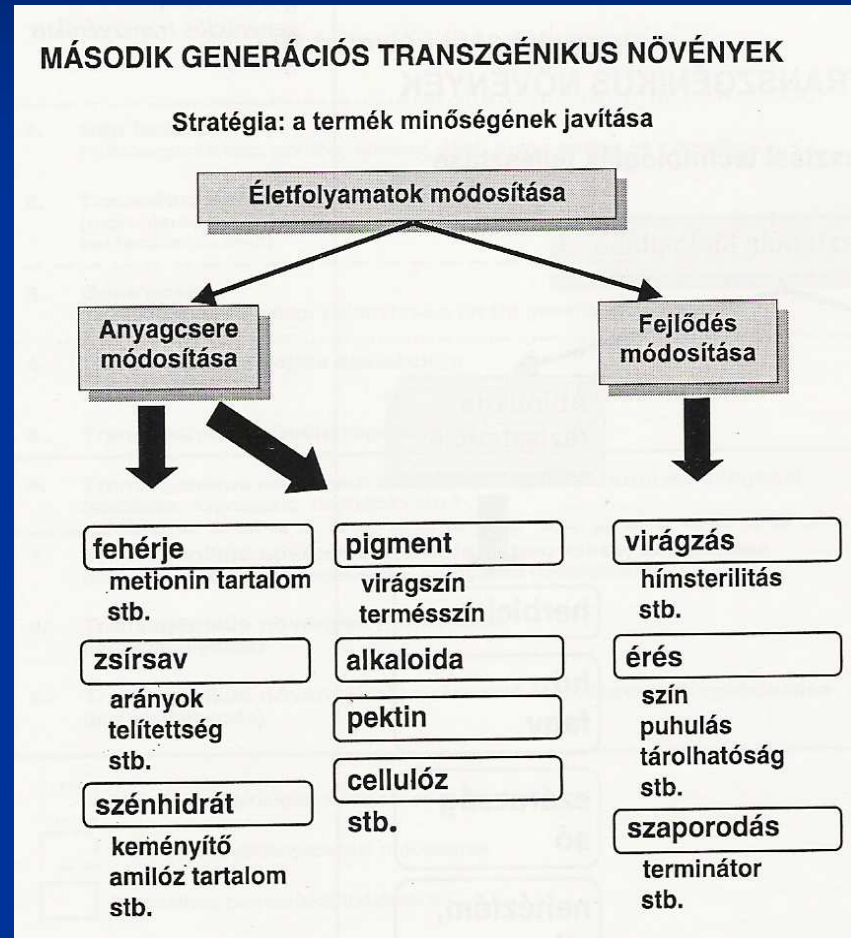 MÁSODIK GENERÁCIÓS TRANSZGÉNIKUS NÖVÉNYEK
Stratégia: a termék minőségének javítása
Életfolyamatok módosítása
Anyagcsere
módosítása
Fejlődés
módosítása
fehérje
metionin tartalom
stb.
zsírsav
arányok
telítettség
stb.
szénhidrát
keményítő
amilóz tartalom
stb.
pigment
virágszín
termésszín
alkaloida
pektin
cellulóz
stb.
virágzás
hímsterilitás
stb.
érés
szín
puhulás
tárolhatóság
stb.
szaporodás
terminátor
stb.